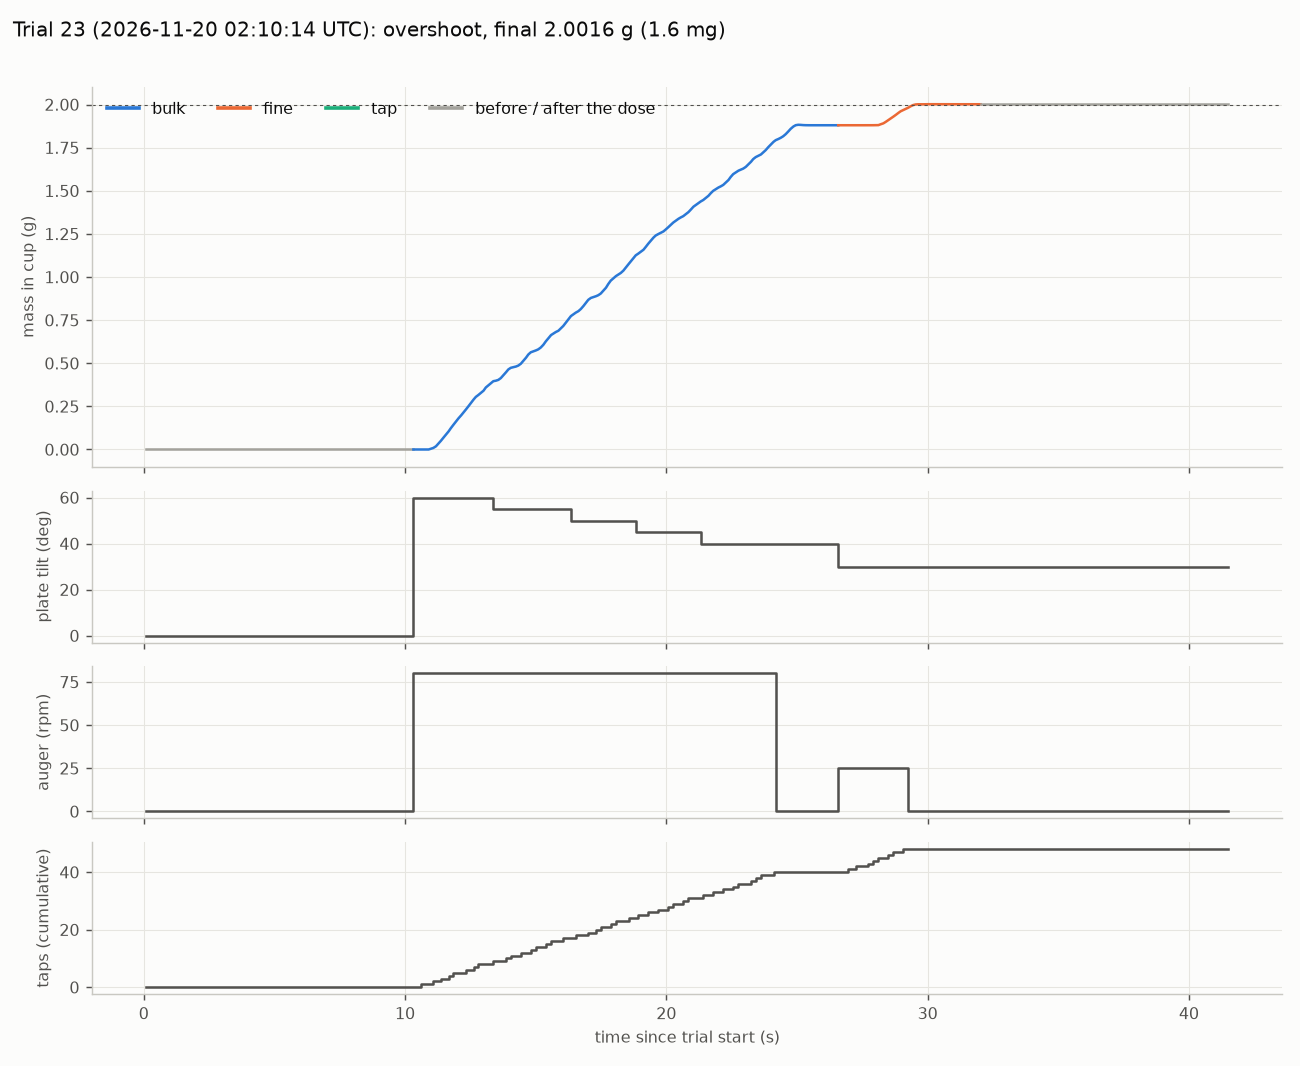 Trial 23 (2026-11-20 02:10:14 UTC): overshoot, final 2.0016 g (1.6 mg)
bulk fine tap before / after the dose
mass in cup (g)
2.00
1.75
1.50
1.25
1.00
0.75
0.50
0.25
0.00
plate tilt (deg)
60
40
20
0
auger (rpm)
75
50
25
0
taps (cumulative)
40
20
0
0 10 20 30 40
time since trial start (s)